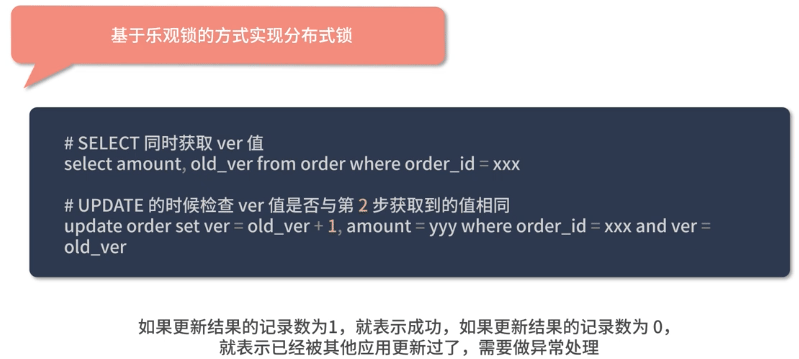 基于乐观锁的方式实现分布式锁
# SELECT 同时获取 ver 值
select amount, old_ver from order where order_id = xxx
# UPDATE 的时候检查 ver 值是否与第 2 步获取到的值相同
update order set ver = old_ver + 1, amount = yyy where order_id = xxx and ver =
old_ver
如果更新结果的记录数为1，就表示成功，如果更新结果的记录数为 0，
就表示已经被其他应用更新过了，需要做异常处理